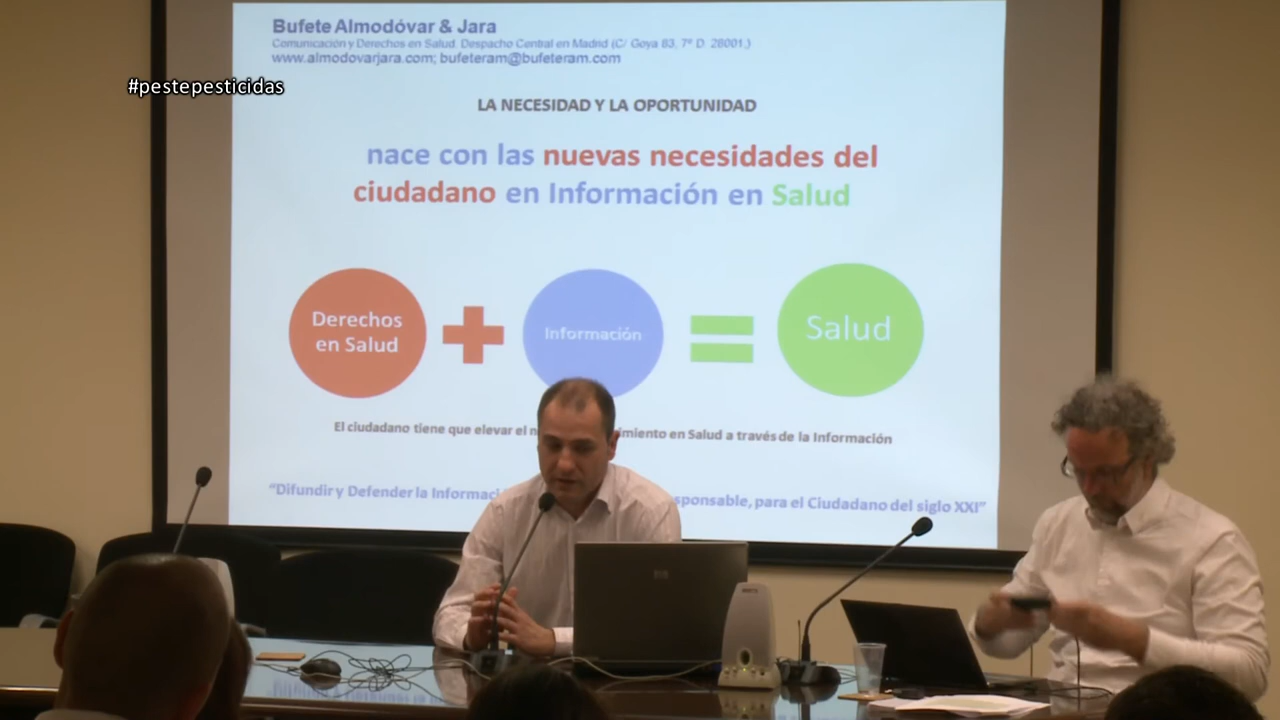 Bufete Almodóvar & Jara
Comunicación y Derechos en Salud. Despacho Central en Madrid (C/ Goya 83, 7º D. 28001.)
www.almodovarjara.com; bufeteram@bufeteram.com
#pestepesticidas
LA NECESIDAD Y LA OPORTUNIDAD
nace con las nuevas necesidades del
ciudadano en Información en Salud
Derechos
en Salud
Información
Salud
El ciudadano tiene que elevar el en Salud a través de la Información
“Difundir y Defender la para el Ciudadano del siglo XXI”